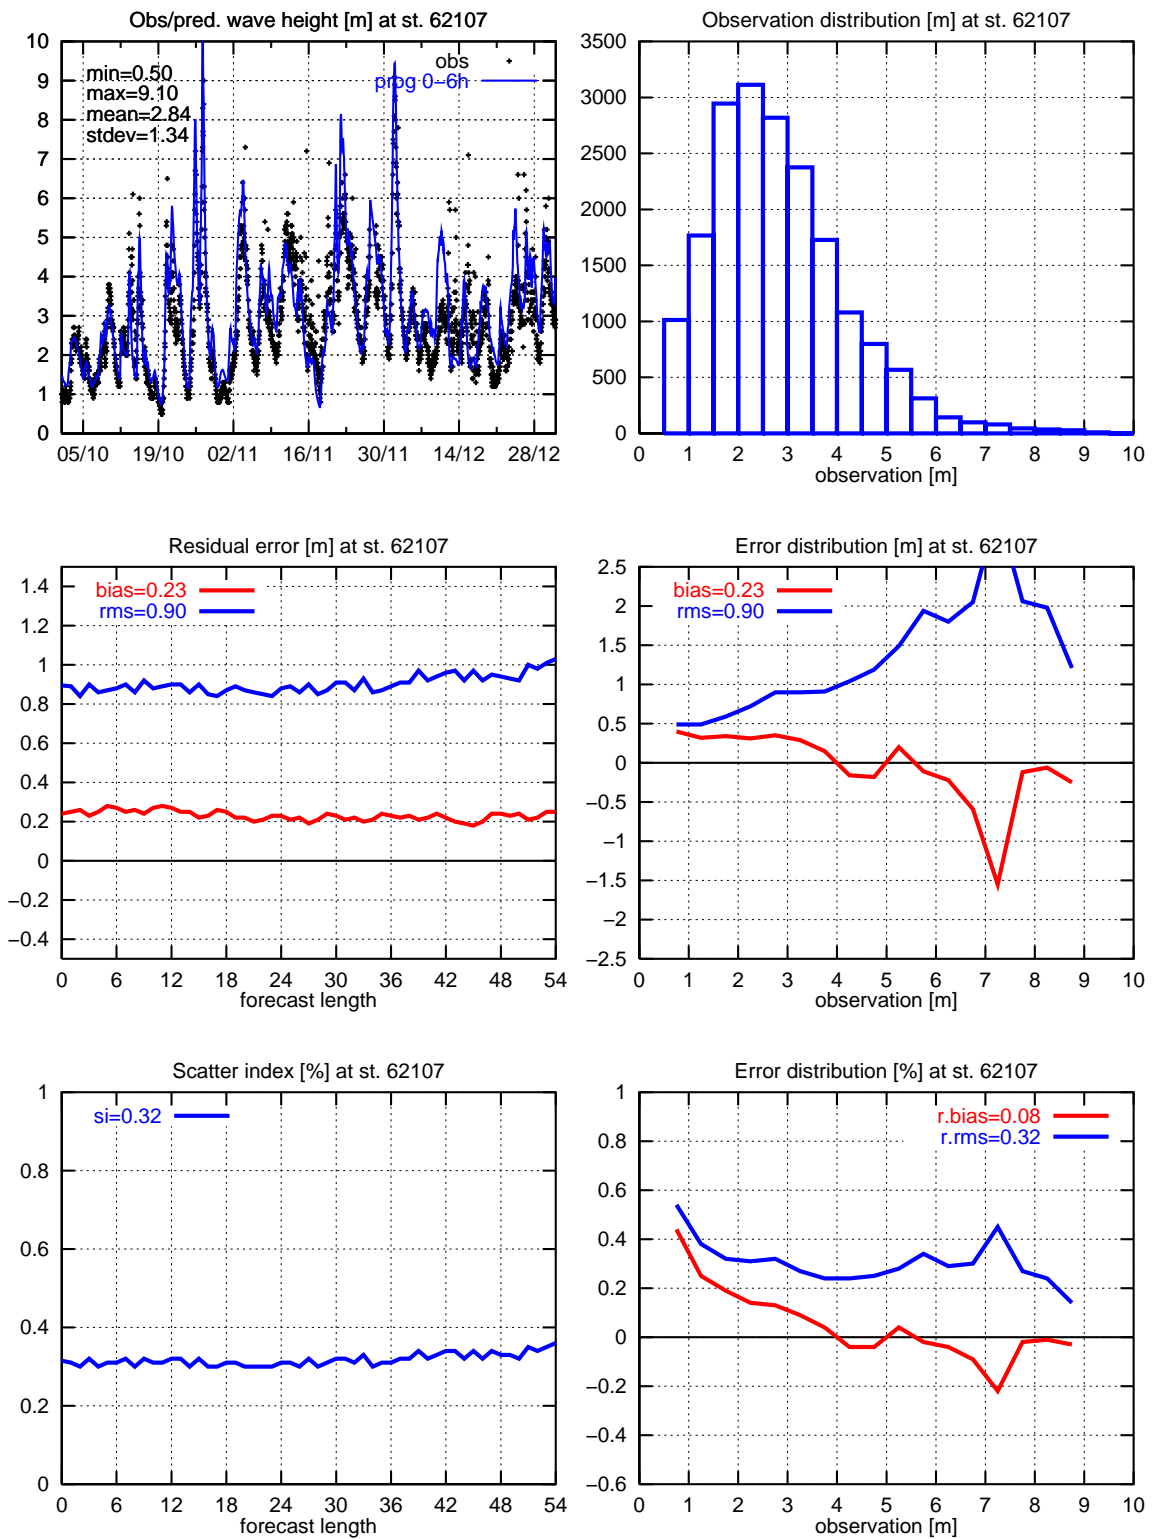 Obs/pred. wave height [m] at st. 62107
10
9
8
7
6
5
4
3
2
1
0
min=0.50
max=9.10
mean=2.84
stdev=1.34
obs
prog 0−6h
05/10 19/10 02/11 16/11 30/11 14/12 28/12
Observation distribution [m] at st. 62107
3500
3000
2500
2000
1500
1000
500
0
0 1 2 3 4 5 6 7 8 9 10
observation [m]
Residual error [m] at st. 62107
bias=0.23
rms=0.90
1.4
1.2
1
0.8
0.6
0.4
0.2
0
−0.2
−0.4
0 6 12 18 24 30 36 42 48 54
forecast length
Error distribution [m] at st. 62107
bias=0.23
rms=0.90
2.5
2
1.5
1
0.5
0
−0.5
−1
−1.5
−2
−2.5
0 1 2 3 4 5 6 7 8 9 10
observation [m]
Scatter index [%] at st. 62107
si=0.32
1
0.8
0.6
0.4
0.2
0
0 6 12 18 24 30 36 42 48 54
forecast length
Error distribution [%] at st. 62107
r.bias=0.08
r.rms=0.32
1
0.8
0.6
0.4
0.2
0
−0.2
−0.4
−0.6
0 1 2 3 4 5 6 7 8 9 10
observation [m]